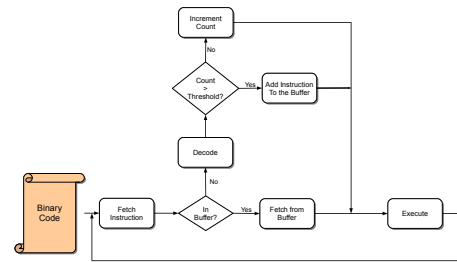 Increment
Count
No
Count
>
Threshold?
Yes
Add Instruction
To the Buffer
Decode
No
Binary
Code
Fetch
Instruction
In
Buffer?
Yes
Fetch from
Buffer
Execute